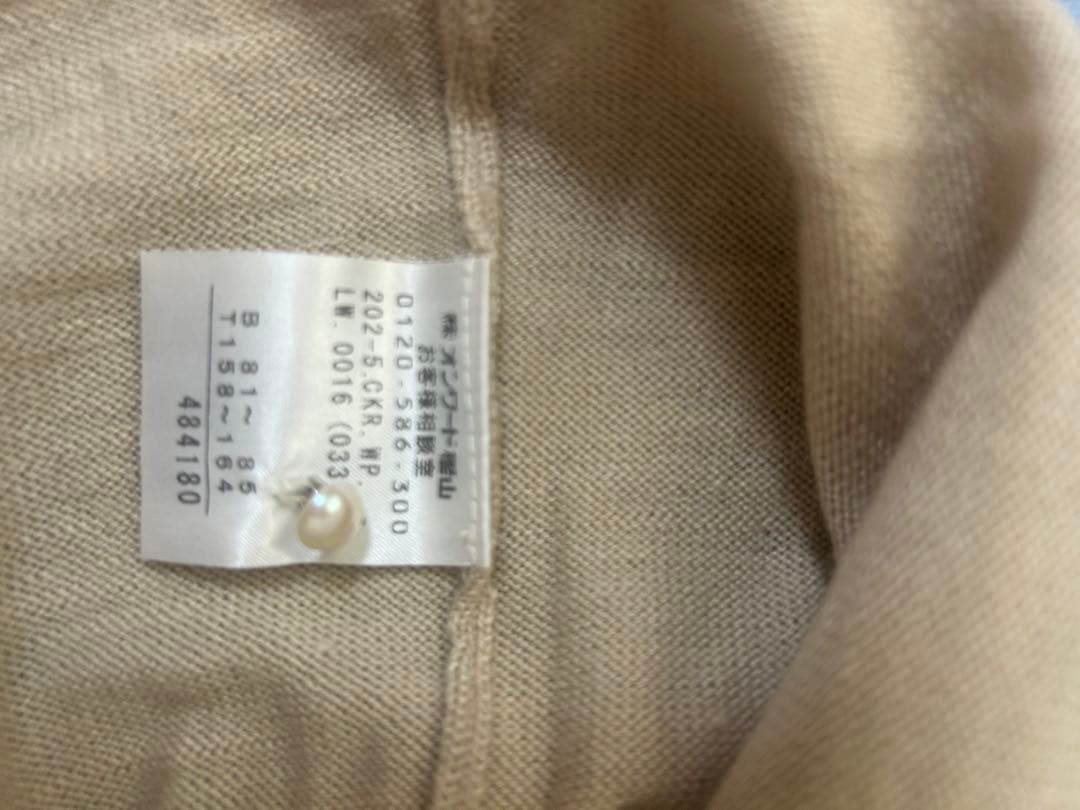 ㈱オンワード樫山
お客様相談室
0120-586-300
202-5.CKR.WP.
LW.0016(033
B 81～ 85
T158～164
484180